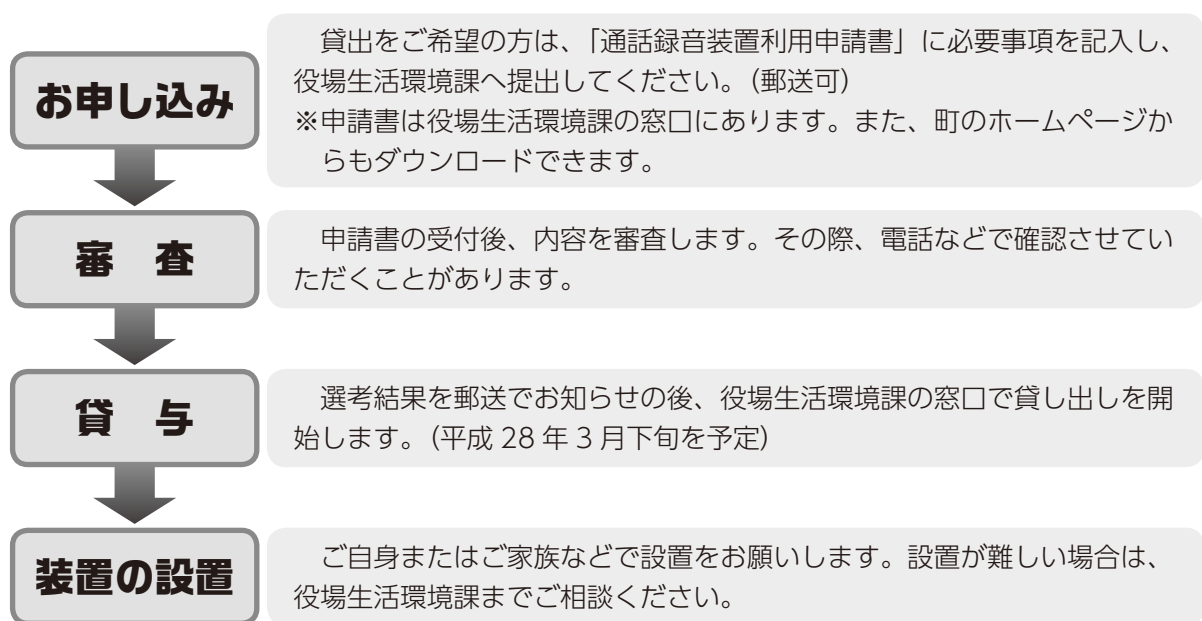 お申し込み
貸出をご希望の方は、「通話録音装置利用申請書」に必要事項を記入し、
役場生活環境課へ提出してください。（郵送可）
※申請書は役場生活環境課の窓口にあります。また、町のホームページか
らもダウンロードできます。
審　査
申請書の受付後、内容を審査します。その際、電話などで確認させてい
ただくことがあります。
貸　与
選考結果を郵送でお知らせの後、役場生活環境課の窓口で貸し出しを開
始します。（平成 28 年 3 月下旬を予定）
装置の設置
ご自身またはご家族などで設置をお願いします。設置が難しい場合は、
役場生活環境課までご相談ください。